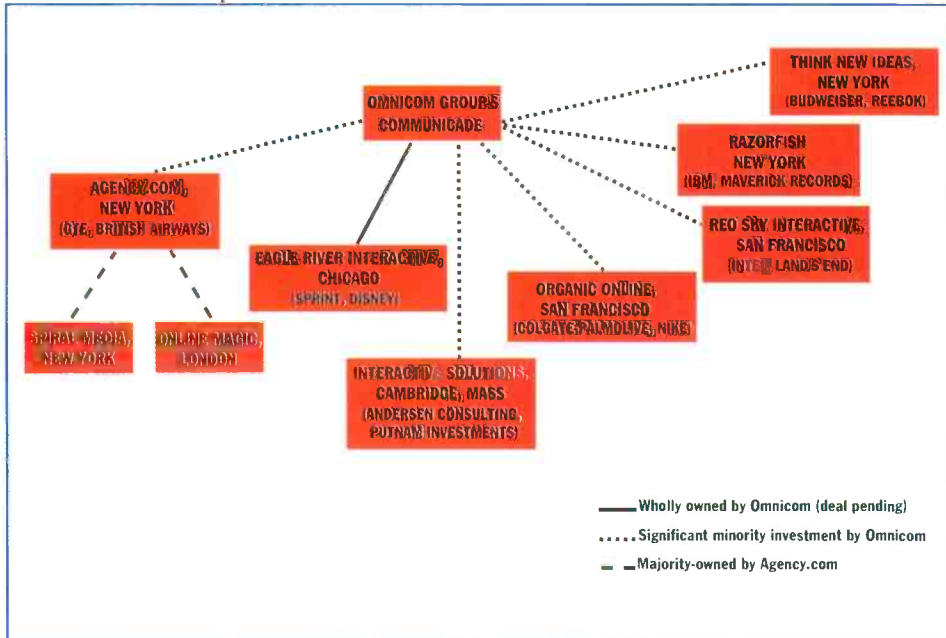 THINK NEW IDEAS,
NEW YORK
(BUDWEISER, REEBOK)
OMNICOM GROUP'S
COMMUNICADE
RAZORFISH
NEW YORK
(IBM, MAVERICK RECORDS)
AGENCY.COM,
NEW YORK
(GTE, BRITISH AIRWAYS)
RED SKY INTERACTIVE,
SAN FRANCISCO
(INTEL, LAND'S END)
EAGLE RIVER INTERACTIVE,
CHICAGO
(SPRINT, DISNEY)
ORGANIC ONLINE,
SAN FRANCISCO
(COLGATE-PALMOLIVE, NIKE)
SPIRAL MEDIA,
NEW YORK
ONLINE MAGIC,
LONDON
INTERACTIVE SOLUTIONS,
CAMBRIDGE, MASS
(ANDERSEN CONSULTING,
PUTNAM INVESTMENTS)
Wholly owned by Omnicom (deal pending)
Significant minority investment by Omnicom
Majority-owned by Agency.com